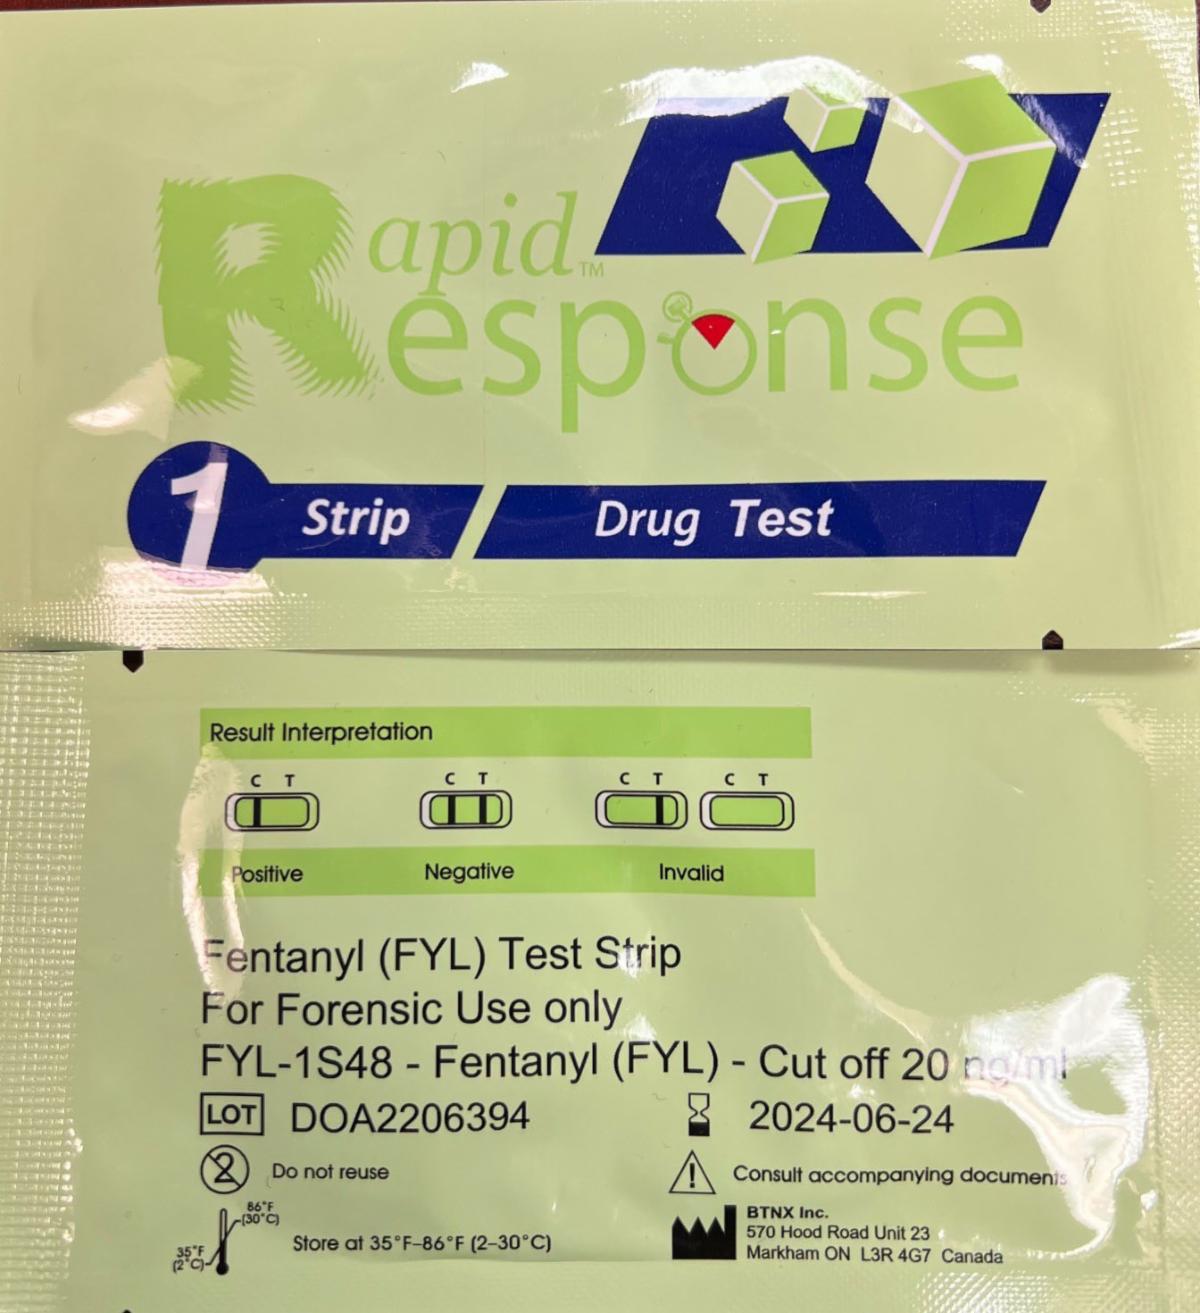 Rapid™
Response
1 Strip Drug Test
Result Interpretation
C T C T C T C T
Positive Negative Invalid
Fentanyl (FYL) Test Strip
For Forensic Use only
FYL-1S48 - Fentanyl (FYL) - Cut off 20 ng/ml
LOT DOA2206394 2024-06-24
2 Do not reuse
! Consult accompanying documents
86°F
(30°C)
35°F
(2°C)
Store at 35°F–86°F (2–30°C)
BTNX Inc.
570 Hood Road Unit 23
Markham ON L3R 4G7 Canada